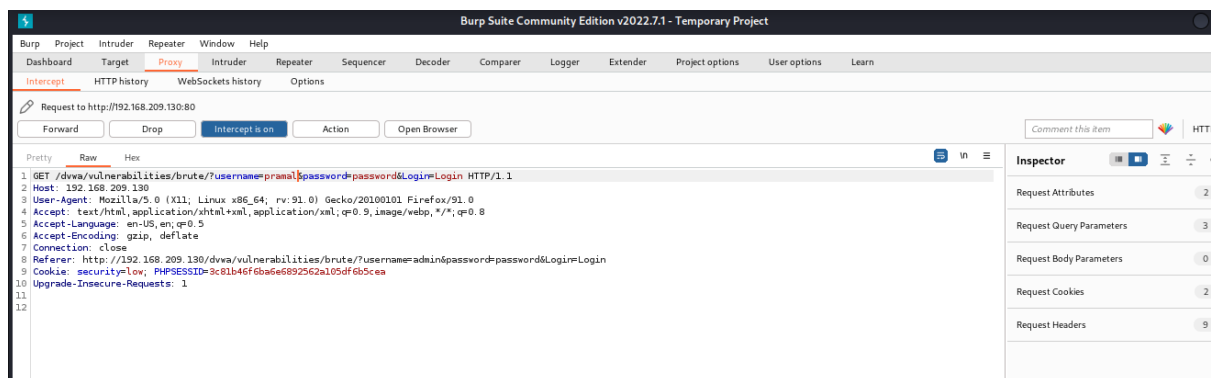 Burp Suite Community Edition v2022.7.1 - Temporary Project
Burp Project Intruder Repeater Window Help
Dashboard Target Proxy Intruder Repeater Sequencer Decoder Comparer Logger Extender Project options User options Learn
Intercept HTTP history WebSockets history Options
Request to http://192.168.209.130:80
Forward Drop Intercept is on Action Open Browser Comment this item HTT
Pretty Raw Hex \n Inspector
1 GET /dvwa/vulnerabilities/brute/?username=pramal&password=password&Login=Login HTTP/1.1
2 Host: 192.168.209.130
3 User-Agent: Mozilla/5.0 (X11; Linux x86_64; rv:91.0) Gecko/20100101 Firefox/91.0
4 Accept: text/html,application/xhtml+xml,application/xml;q=0.9,image/webp,*/*;q=0.8
5 Accept-Language: en-US,en;q=0.5
6 Accept-Encoding: gzip, deflate
7 Connection: close
8 Referer: http://192.168.209.130/dvwa/vulnerabilities/brute/?username=admin&password=password&Login=Login
9 Cookie: security=low; PHPSESSID=3c81b46f6ba6e6892562a105df6b5cea
10 Upgrade-Insecure-Requests: 1
11
12
Request Attributes 2
Request Query Parameters 3
Request Body Parameters 0
Request Cookies 2
Request Headers 9